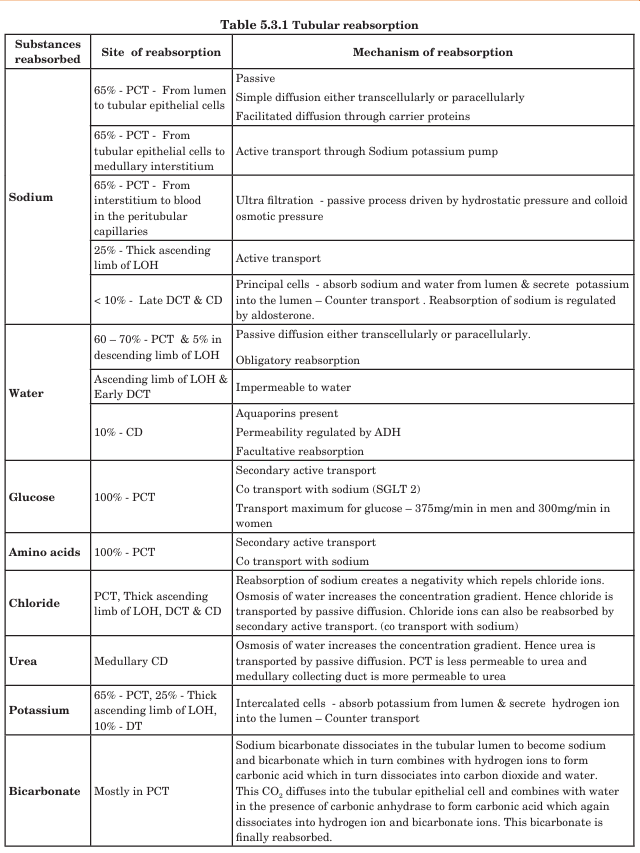 Table 5.3.1 Tubular reabsorption
Substances
reabsorbed
Site of reabsorption
Mechanism of reabsorption
Sodium
65% - PCT - From lumen
to tubular epithelial cells
Passive
Simple diffusion either transcellularly or paracellularly
Facilitated diffusion through carrier proteins
65% - PCT - From
tubular epithelial cells to
medullary interstitium
Active transport through Sodium potassium pump
65% - PCT - From
interstitium to blood
in the peritubular
capillaries
Ultra filtration - passive process driven by hydrostatic pressure and colloid
osmotic pressure
25% - Thick ascending
limb of LOH
Active transport
< 10% - Late DCT & CD
Principal cells - absorb sodium and water from lumen & secrete potassium
into the lumen – Counter transport . Reabsorption of sodium is regulated
by aldosterone.
Water
60 – 70% - PCT & 5% in
descending limb of LOH
Passive diffusion either transcellularly or paracellularly.
Obligatory reabsorption
Ascending limb of LOH &
Early DCT
Impermeable to water
10% - CD
Aquaporins present
Permeability regulated by ADH
Facultative reabsorption
Glucose
100% - PCT
Secondary active transport
Co transport with sodium (SGLT 2)
Transport maximum for glucose – 375mg/min in men and 300mg/min in
women
Amino acids
100% - PCT
Secondary active transport
Co transport with sodium
Chloride
PCT, Thick ascending
limb of LOH, DCT & CD
Reabsorption of sodium creates a negativity which repels chloride ions.
Osmosis of water increases the concentration gradient. Hence chloride is
transported by passive diffusion. Chloride ions can also be reabsorbed by
secondary active transport. (co transport with sodium)
Urea
Medullary CD
Osmosis of water increases the concentration gradient. Hence urea is
transported by passive diffusion. PCT is less permeable to urea and
medullary collecting duct is more permeable to urea
Potassium
65% - PCT, 25% - Thick
ascending limb of LOH,
10% - DT
Intercalated cells - absorb potassium from lumen & secrete hydrogen ion
into the lumen – Counter transport
Bicarbonate
Mostly in PCT
Sodium bicarbonate dissociates in the tubular lumen to become sodium
and bicarbonate which in turn combines with hydrogen ions to form
carbonic acid which in turn dissociates into carbon dioxide and water.
This CO₂ diffuses into the tubular epithelial cell and combines with water
in the presence of carbonic anhydrase to form carbonic acid which again
dissociates into hydrogen ion and bicarbonate ions. This bicarbonate is
finally reabsorbed.